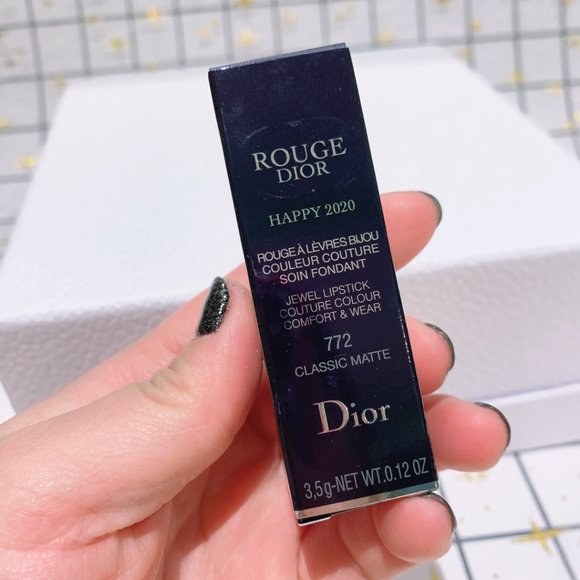 ROUGE
DIOR
HAPPY 2020
ROUGE À LÈVRES BIJOU
COULEUR COUTURE
SOIN FONDANT
JEWEL LIPSTICK
COUTURE COLOUR
COMFORT & WEAR
772
CLASSIC MATTE
Dior
3,5g-NET WT.0.12 OZ